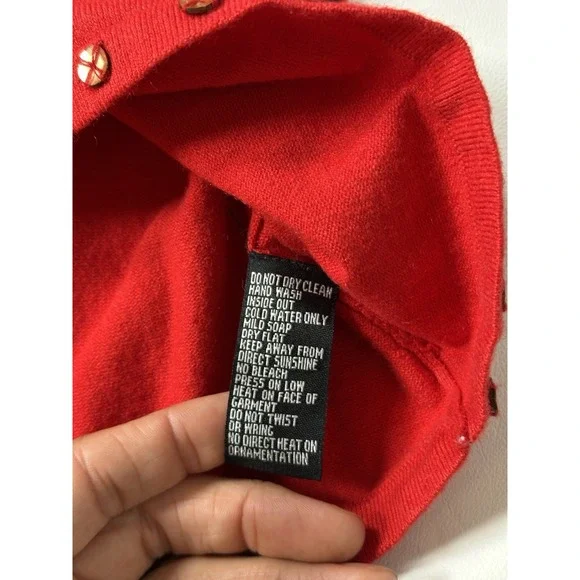 DO NOT DRY CLEAN
HAND WASH
INSIDE OUT
COLD WATER ONLY
MILD SOAP
DRY FLAT
KEEP AWAY FROM
DIRECT SUNSHINE
NO BLEACH
PRESS ON LOW
HEAT ON FACE OF
GARMENT
DO NOT TWIST
OR WRING
NO DIRECT HEAT ON
ORNAMENTATION